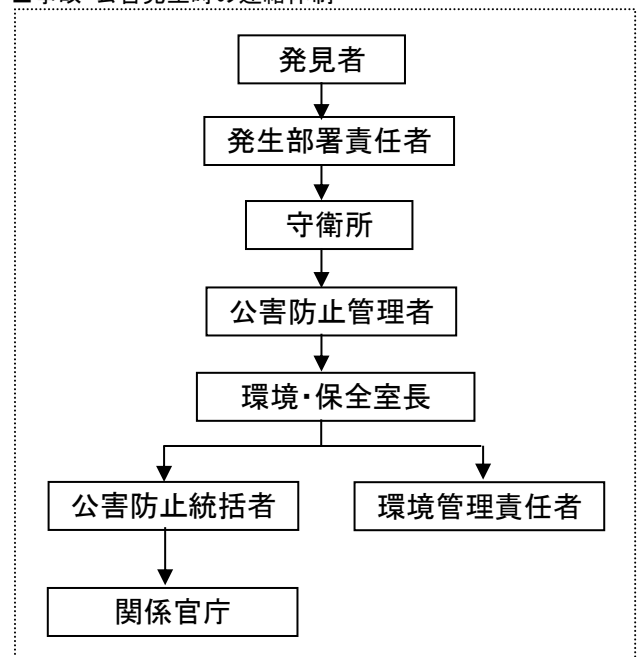 発見者
発生部署責任者
守衛所
公害防止管理者
環境・保全室長
公害防止統括者
環境管理責任者
関係官庁